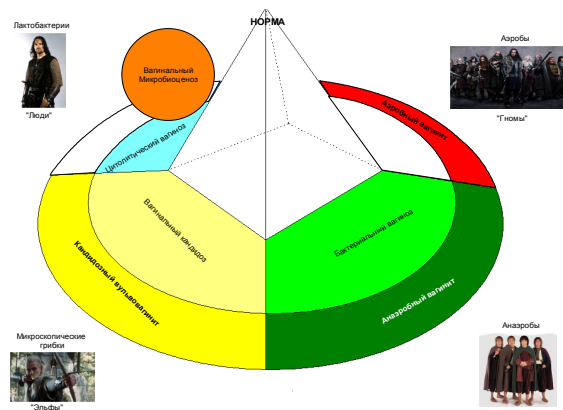 НОРМА
Лактобактерии
"Люди"
Вагинальный
Микробиоценоз
Аэробы
"Гномы"
Аэробный вагинит
Цитолитический вагиноз
Вагинальный кандидоз
Бактериальный вагиноз
Кандидозный вульвовагинит
Анаэробный вагинит
Микроскопические
грибки
"Эльфы"
Анаэробы